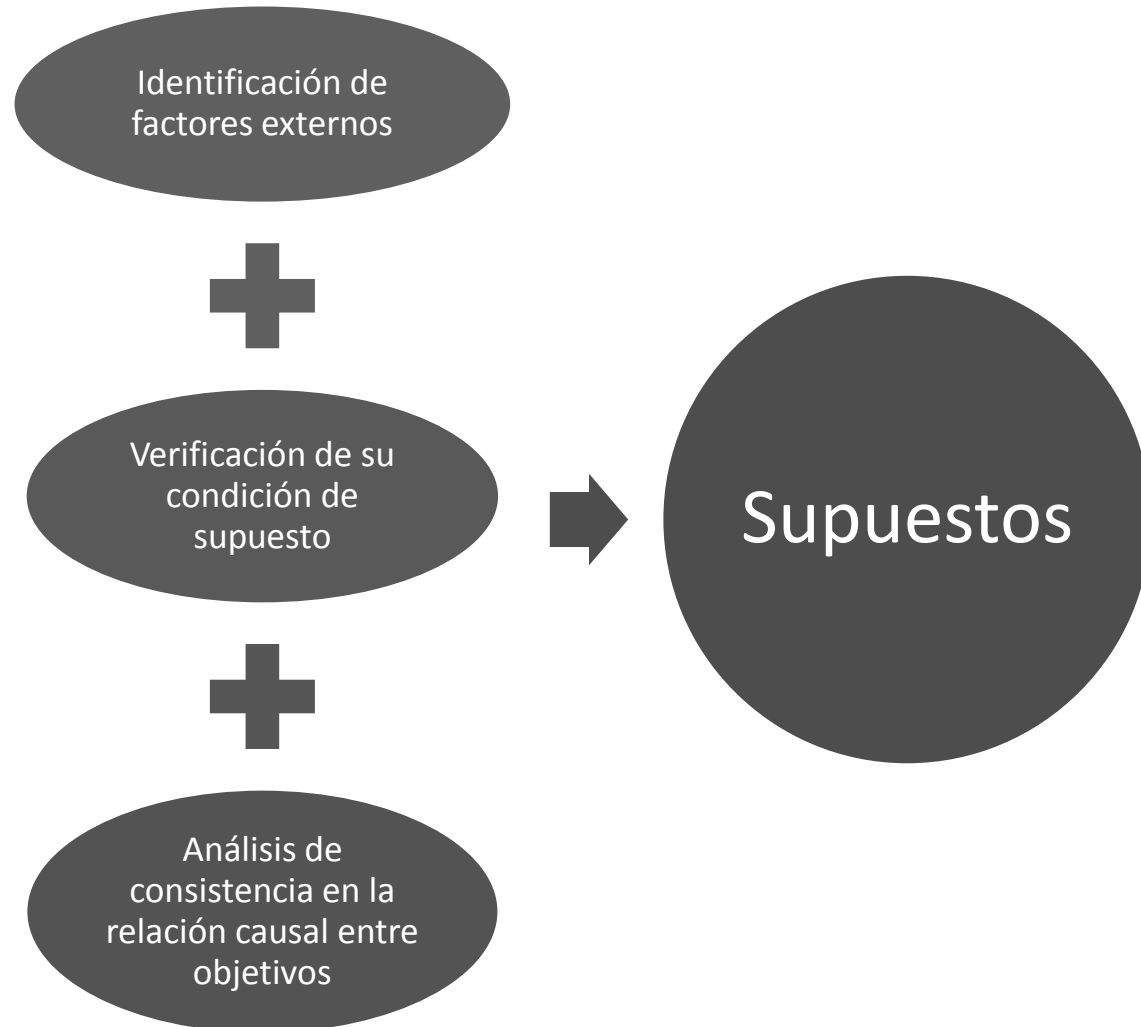 Identificación de
factores externos
Verificación de su
condición de
supuesto
Análisis de
consistencia en la
relación causal entre
objetivos
Supuestos